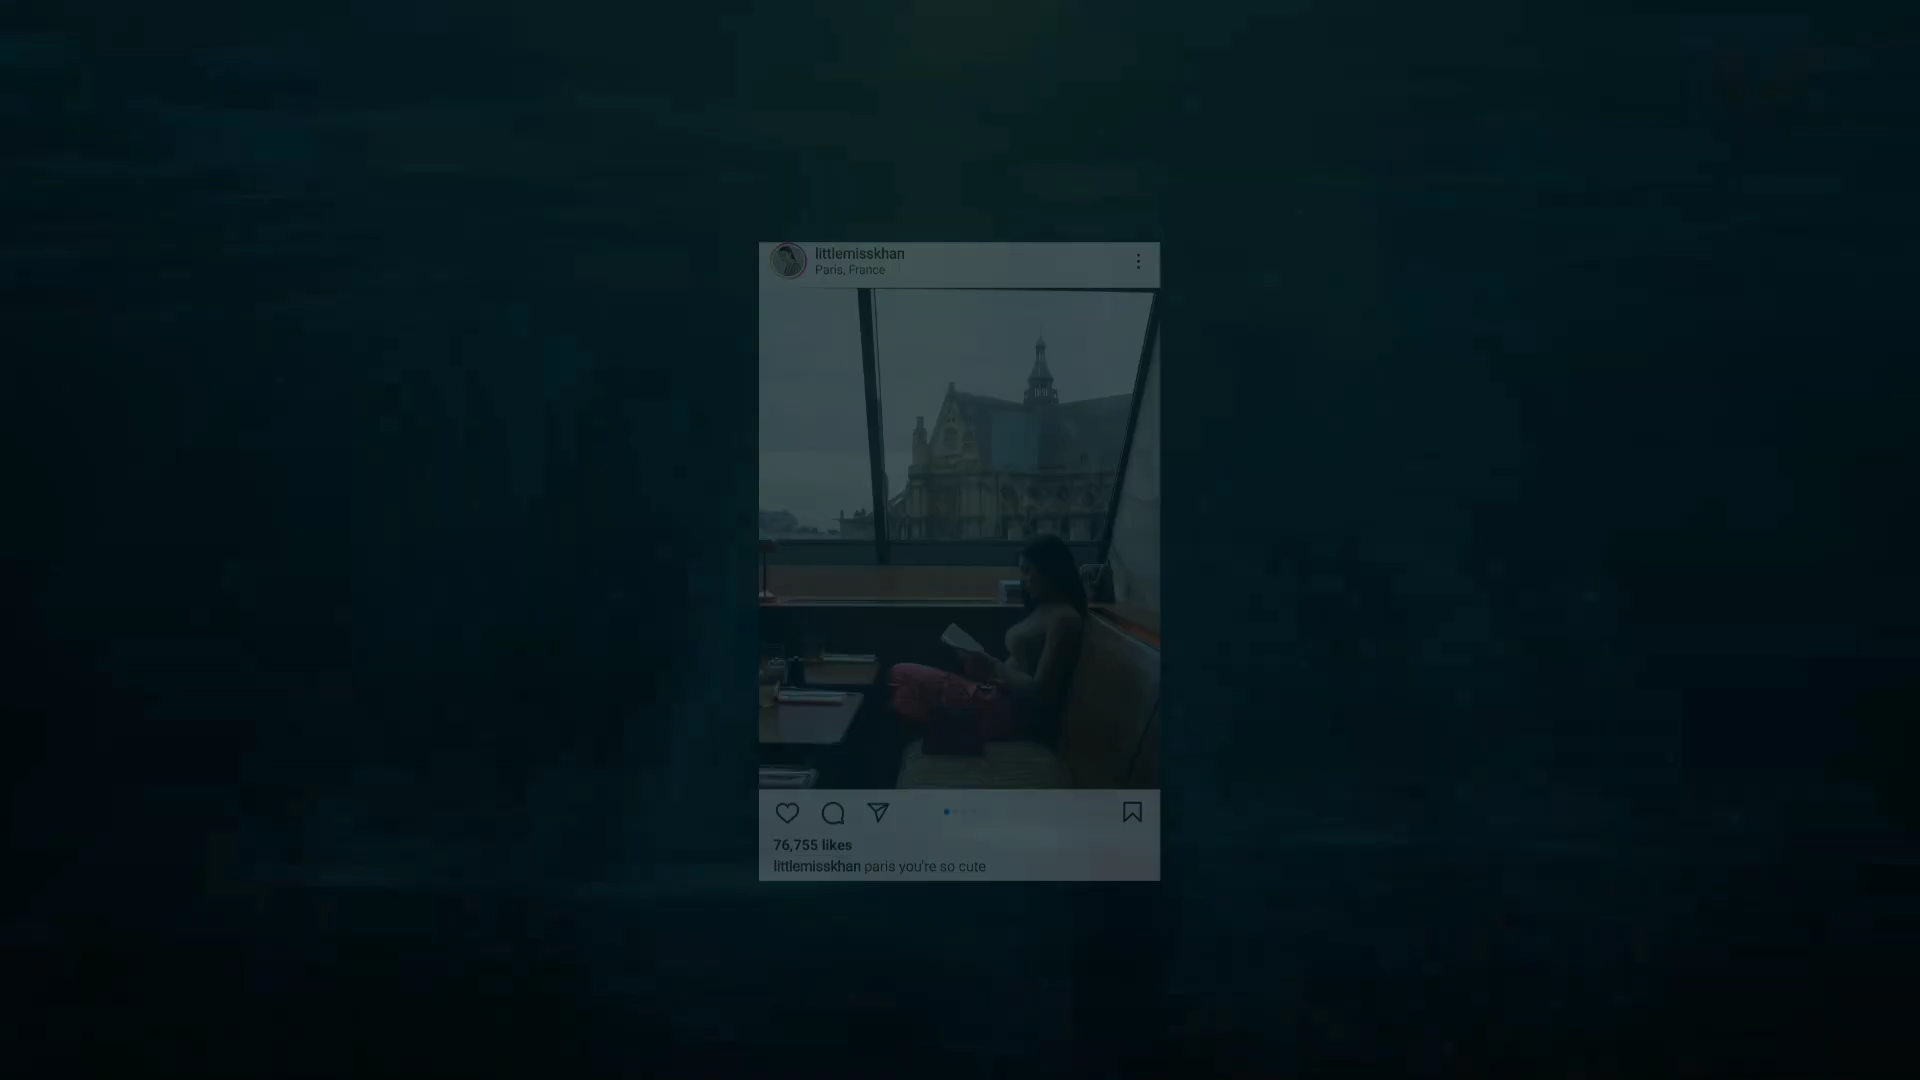 littlemisskhan
Paris, France
76,755 likes
littlemisskhan paris you're so cute